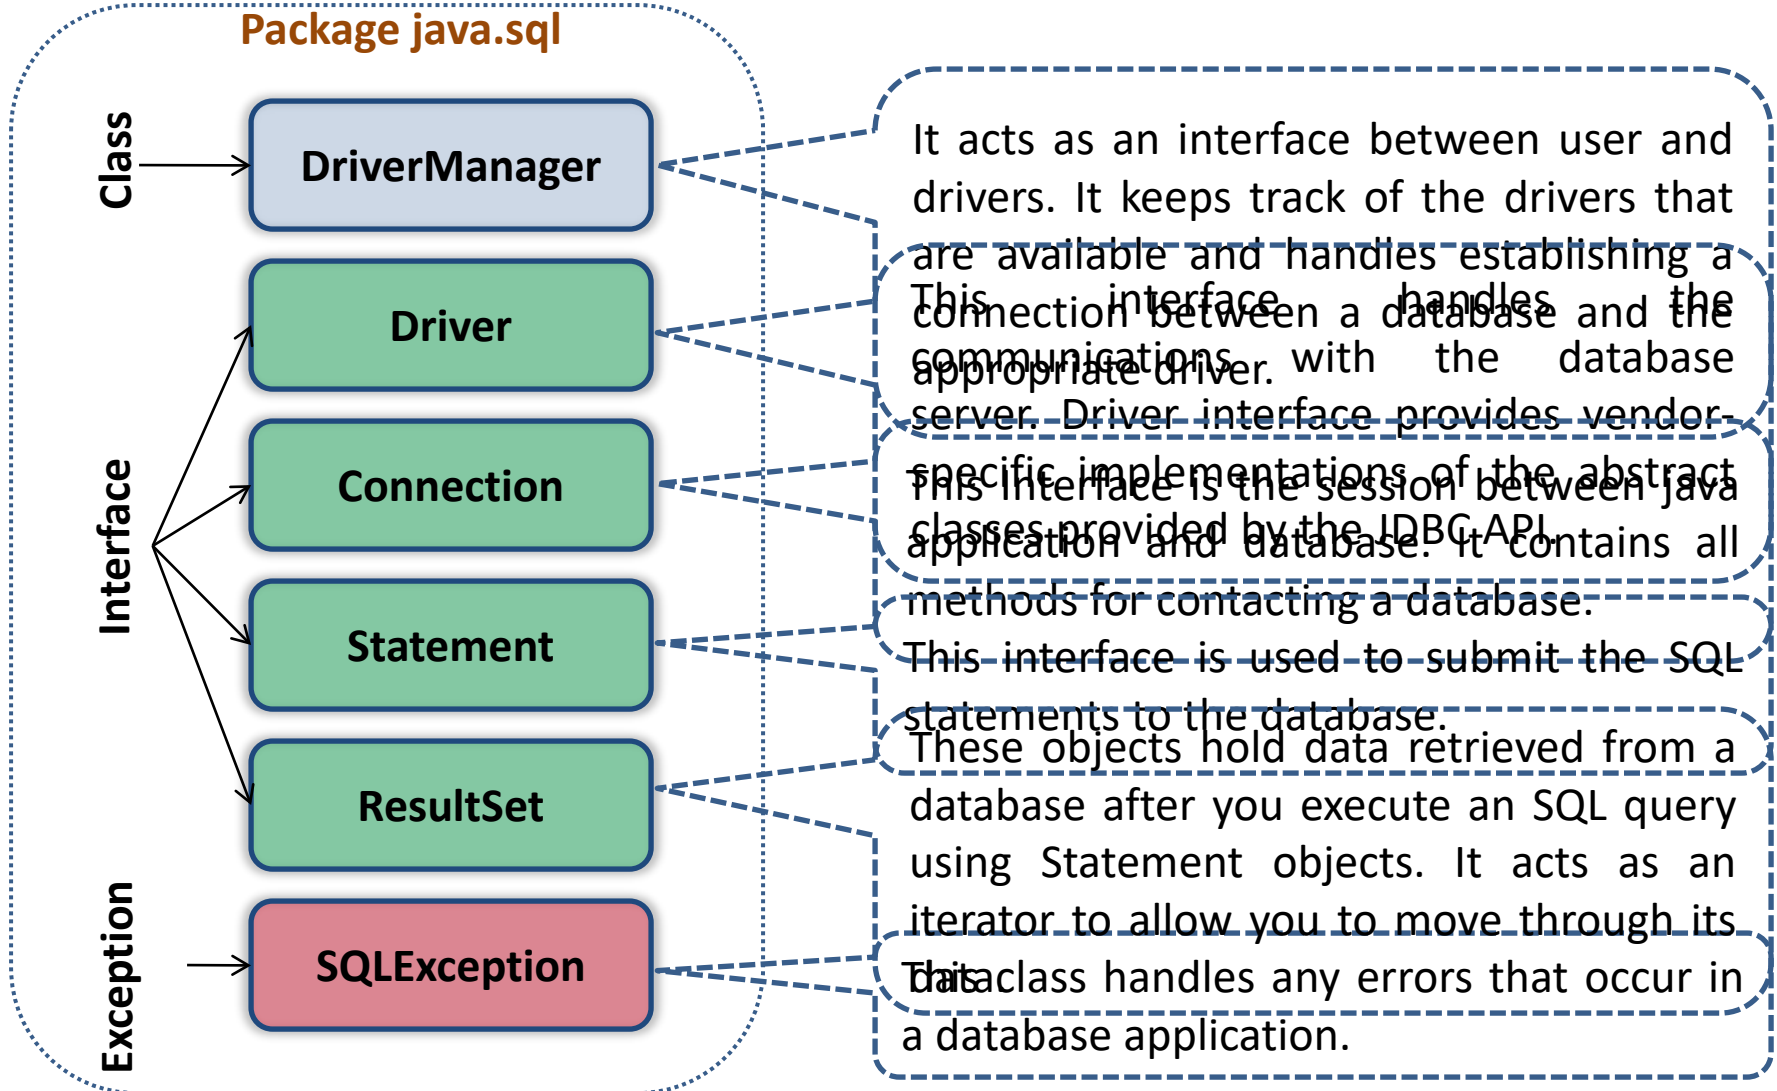 Package java.sql
Class
DriverManager
Interface
Driver
Connection
Statement
ResultSet
Exception
SQLException
It acts as an interface between user and
drivers. It keeps track of the drivers that
are available and handles establishing a
connection between a database and the
appropriate driver.
This interface handles the
communications with the database
server. Driver interface provides vendor-
specific implementations of the abstract
classes provided by the JDBC API.
This interface is the session between java
application and database. It contains all
methods for contacting a database.
This interface is used to submit the SQL
statements to the database.
These objects hold data retrieved from a
database after you execute an SQL query
using Statement objects. It acts as an
iterator to allow you to move through its
data.
This class handles any errors that occur in
a database application.